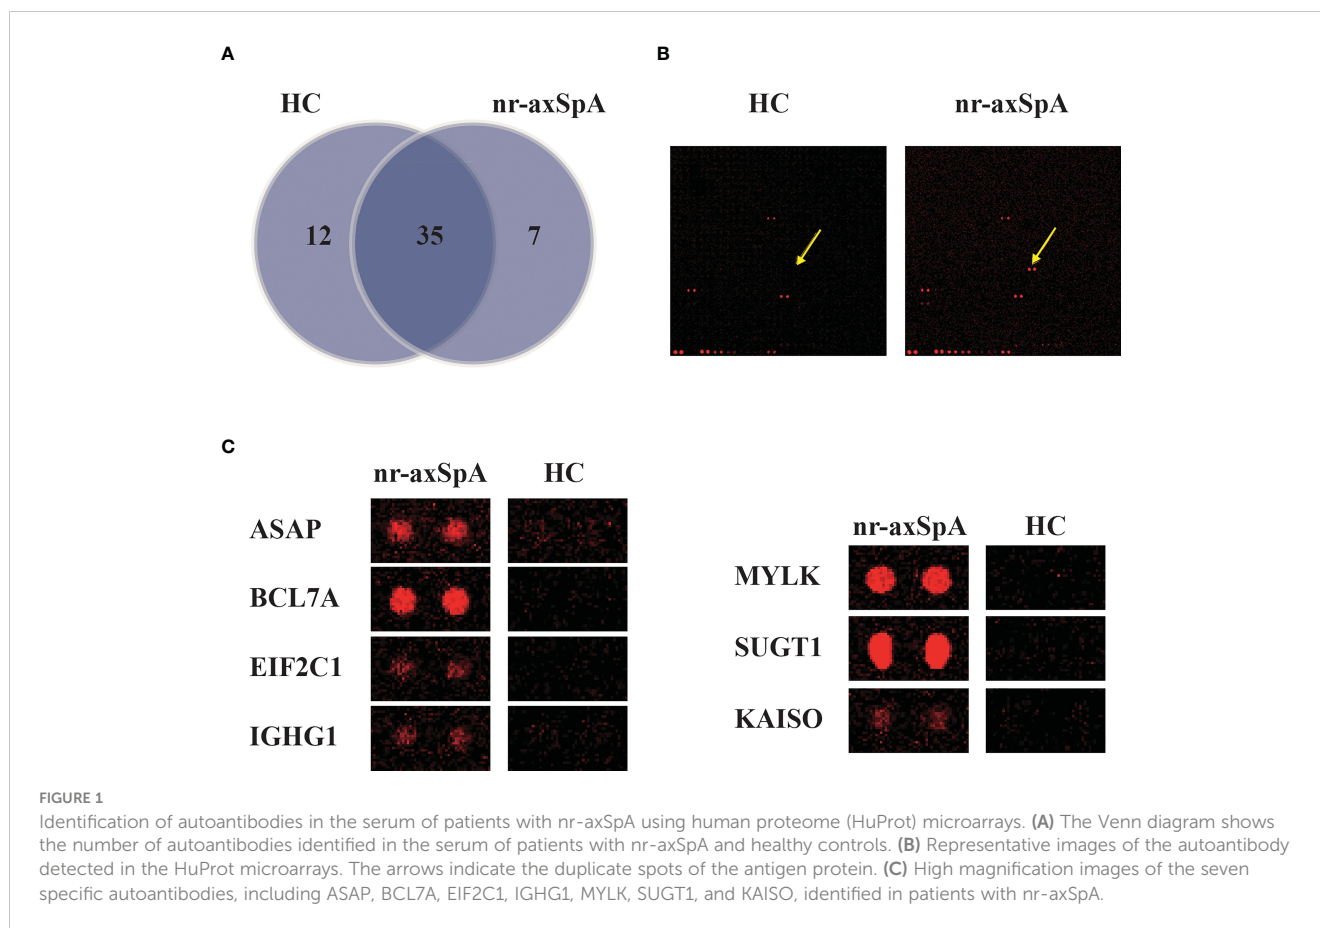 A
HC
nr-axSpA
12
35
7
B
HC
nr-axSpA
C
nr-axSpA
HC
ASAP
BCL7A
EIF2C1
IGHG1
nr-axSpA
HC
MYLK
SUGT1
KAISO
FIGURE 1
Identification of autoantibodies in the serum of patients with nr-axSpA using human proteome (HuProt) microarrays. (A) The Venn diagram shows
the number of autoantibodies identified in the serum of patients with nr-axSpA and healthy controls. (B) Representative images of the autoantibody
detected in the HuProt microarrays. The arrows indicate the duplicate spots of the antigen protein. (C) High magnification images of the seven
specific autoantibodies, including ASAP, BCL7A, EIF2C1, IGHG1, MYLK, SUGT1, and KAISO, identified in patients with nr-axSpA.